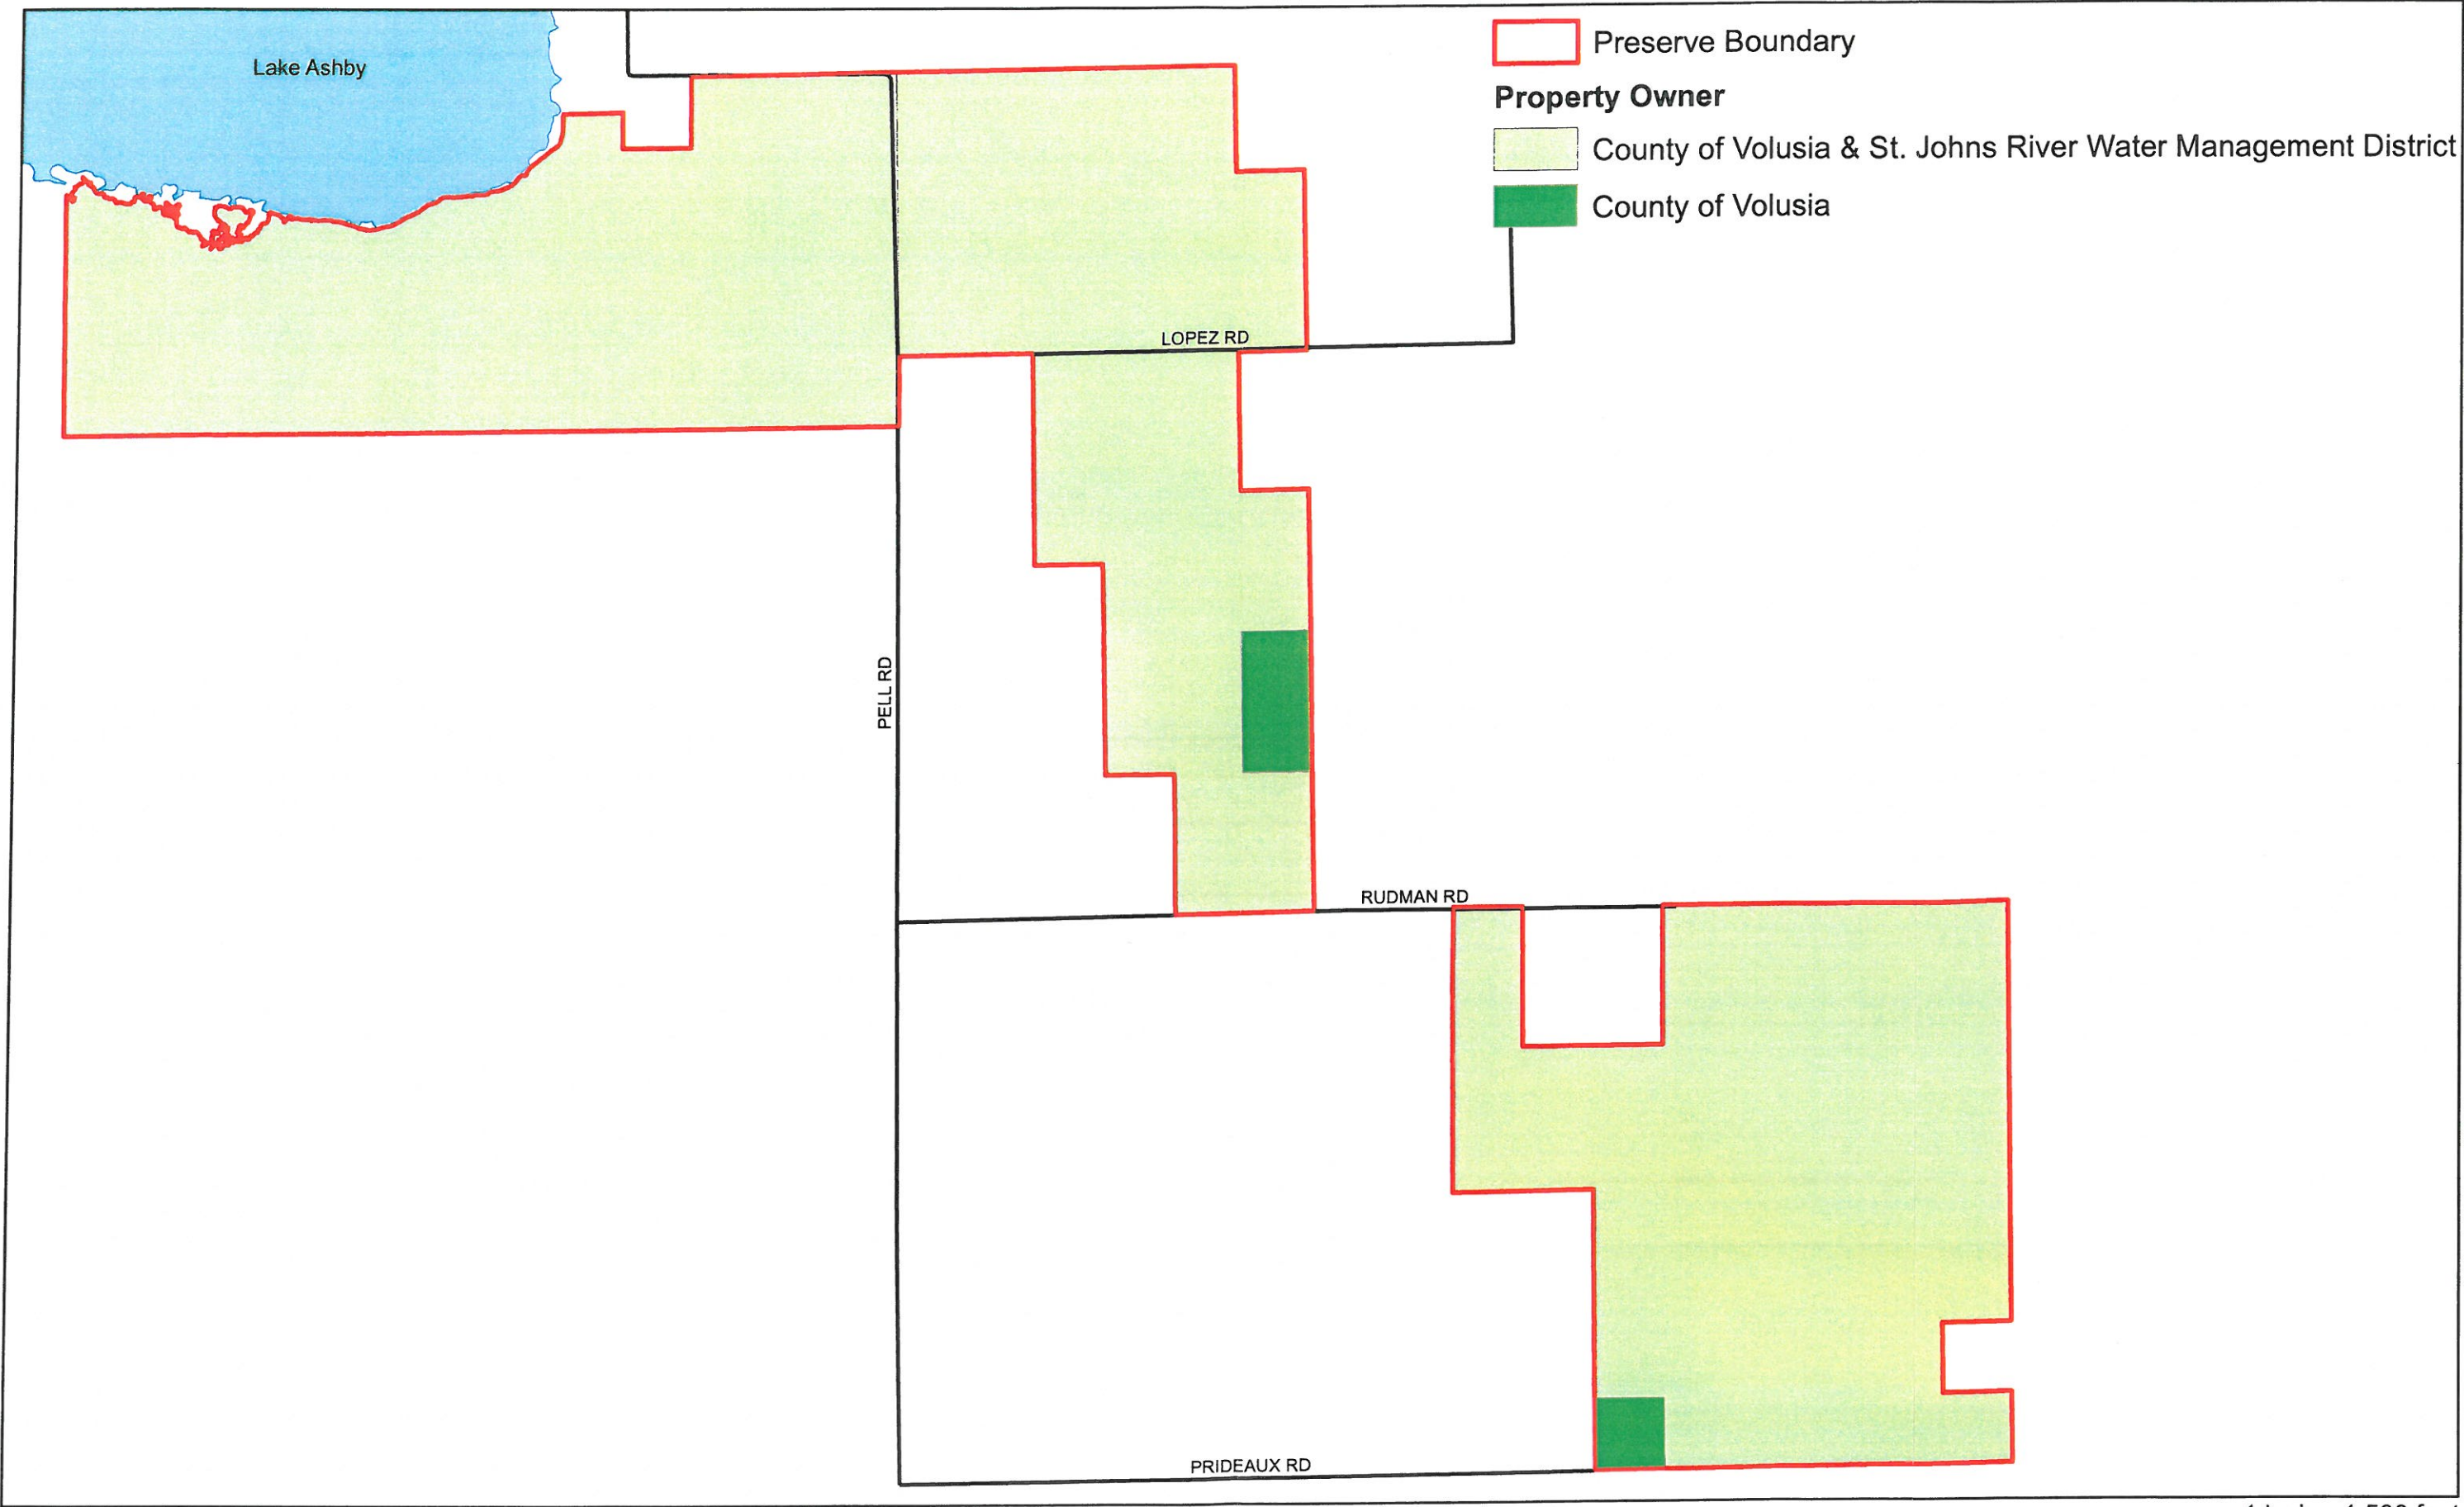 Lake Ashby
Preserve Boundary
Property Owner
County of Volusia & St. Johns River Water Management District
County of Volusia
LOPEZ RD
PELL RD
RUDMAN RD
PRIDEAUX RD